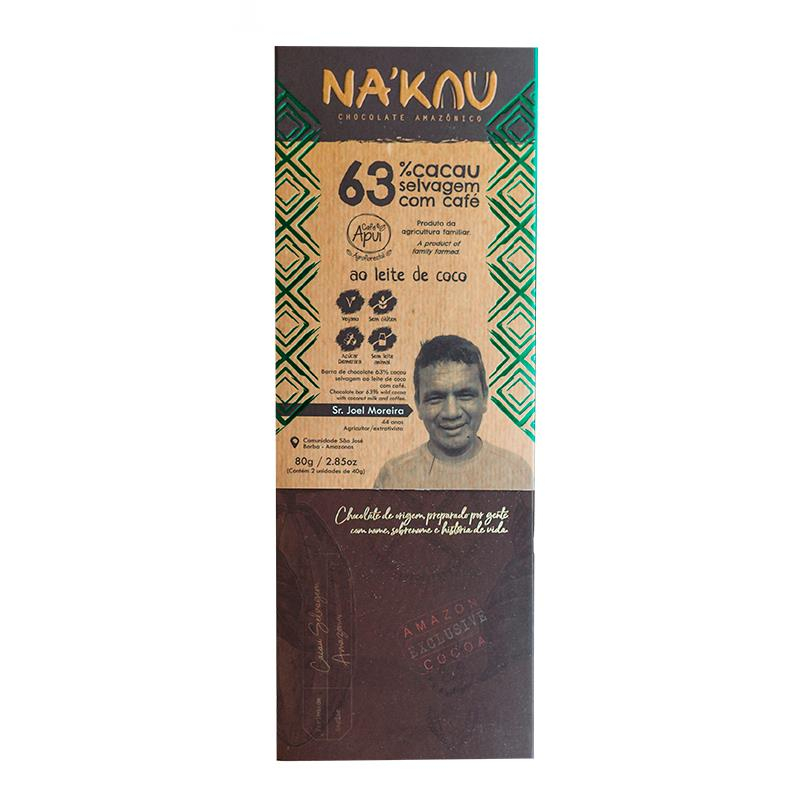 NA'KAU
CHOCOLATE AMAZÔNICO
63 %cacau
selvagem
com café
Café
Apuí
Agroflorestal
Produto da
agricultura familiar.
A product of
family farmed.
ao leite de coco
Vegano
Sem Glúten
Açúcar
Demerara
Sem leite
animal
Barra de chocolate 63% cacau
selvagem ao leite de coco
com café.
Chocolate bar 63% wild cocoa
with coconut milk and coffee.
Sr. Joel Moreira
44 anos
Agricultor/extrativista
Comunidade São José
Borba - Amazonas
80g / 2.85oz
(Contém 2 unidades de 40g)
Chocolate de origem, preparado por gente
com nome, sobrenome e história de vida.
Cacau Selvagem
Amazonas
AMAZON
EXCLUSIVE
COCOA